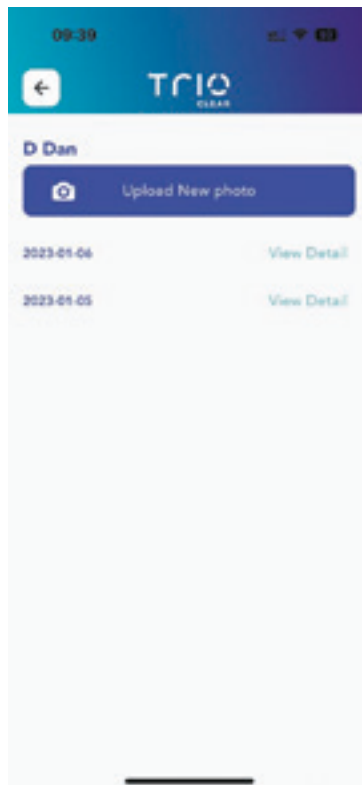 09:39
TRIO
CLEAR
D Dan
Upload New photo
2023-01-06 View Detail
2023-01-05 View Detail